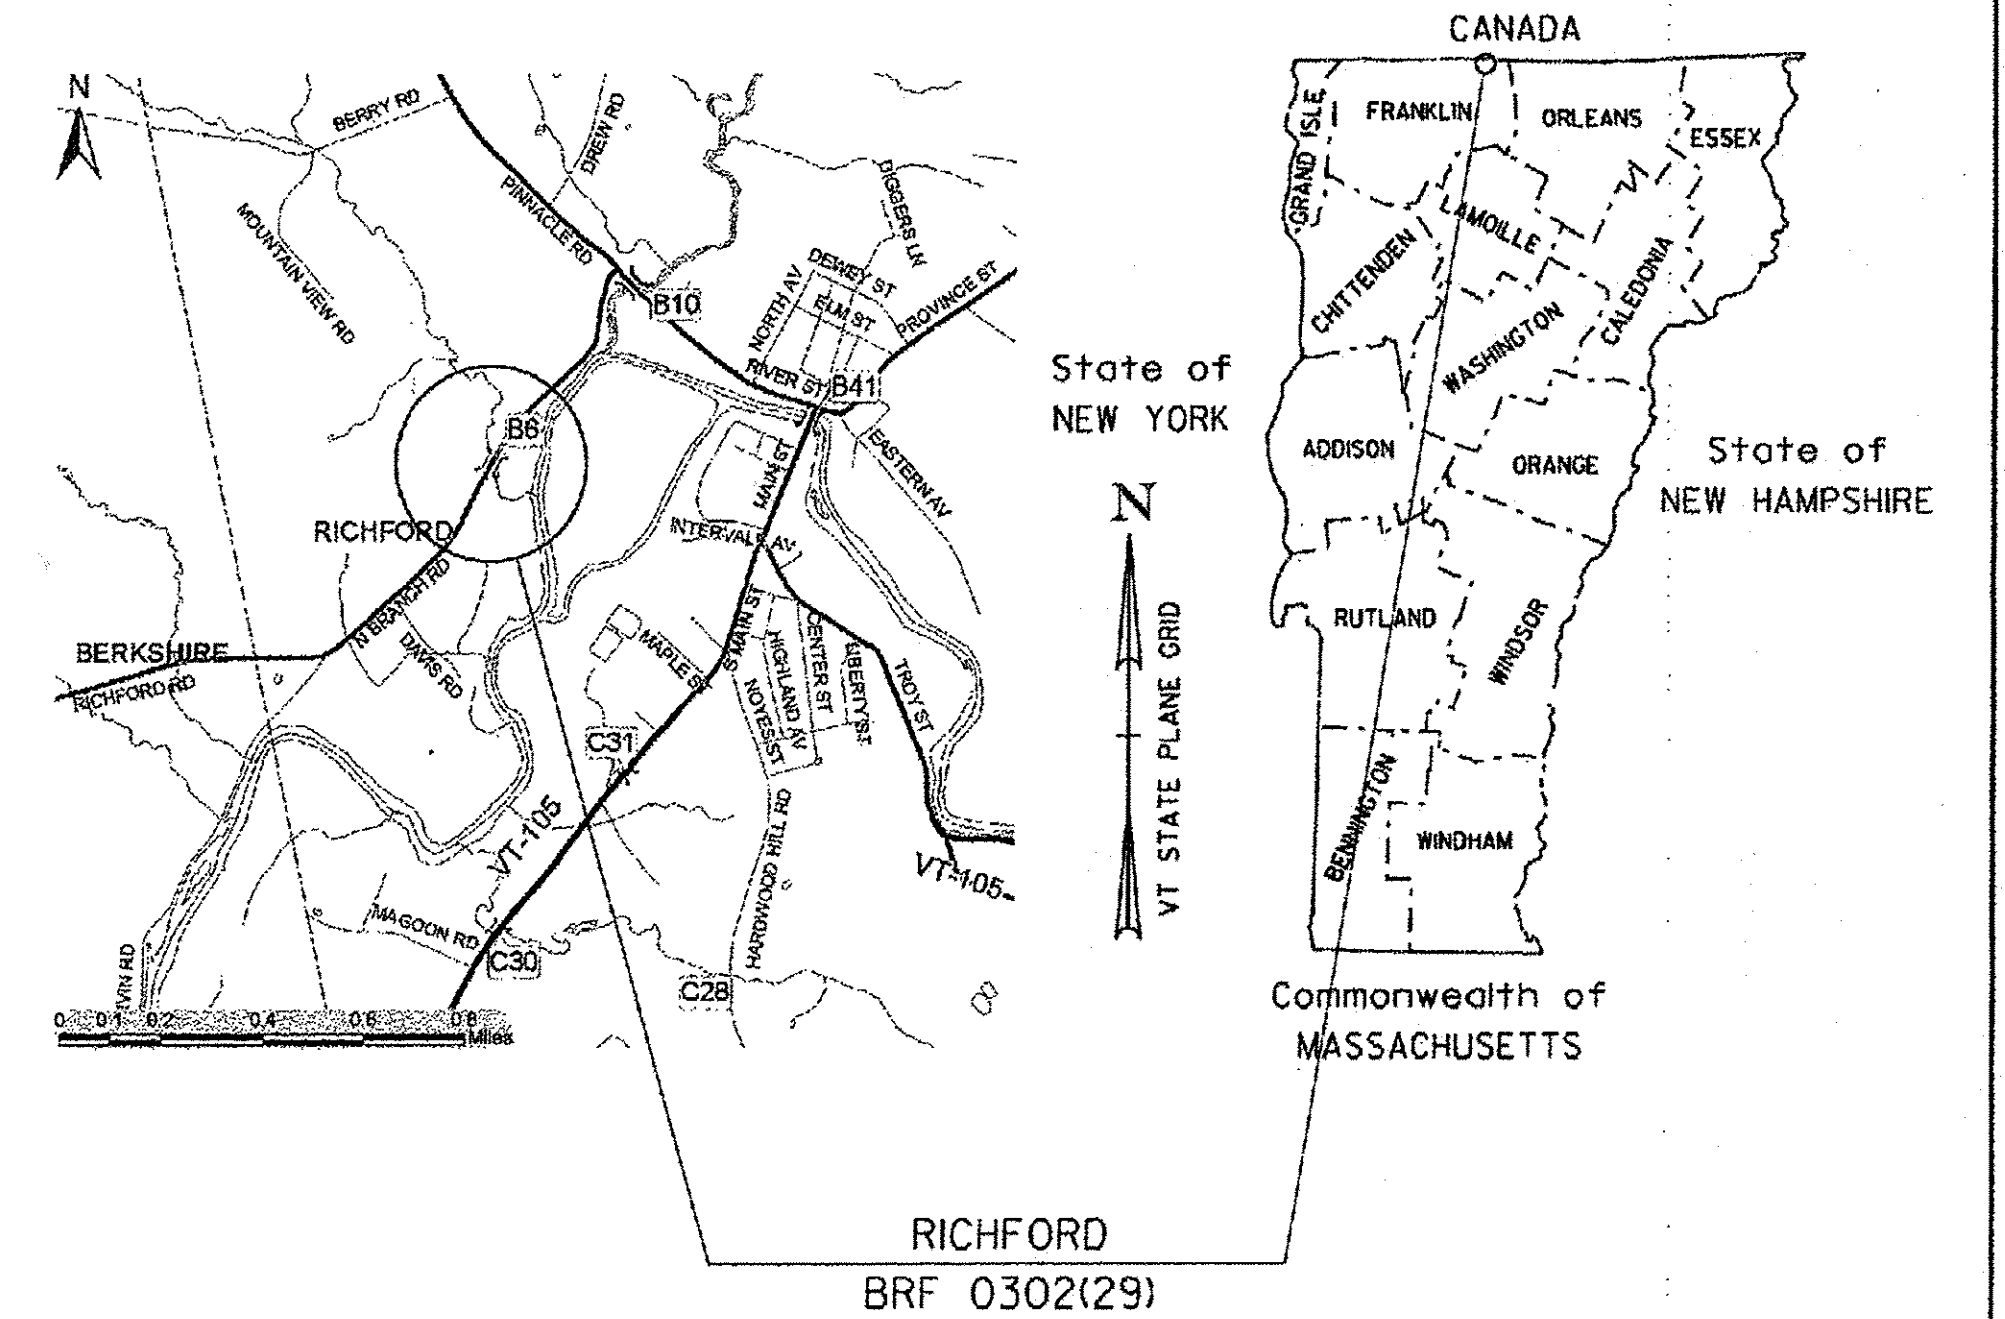 CANADA
N
BERRY RD
DREW RD
PINNACLE RD
MOUNTAIN VIEW RD
DIGGERS LN
DEWEY ST
NORTH AV
ELM ST
PROVINCE ST
B10
RIVER ST
B41
B6
MAIN ST
EASTERN AV
INTERVALE AV
RICHFORD
N BRANCH RD
BERKSHIRE
RICHFORD RD
DAVIS RD
MAPLE ST
S MAIN ST
HIGHLAND AV
NOYES ST
CENTER ST
LIBERTY ST
TROY ST
C31
VT-105
VT-105
HARDWOOD HILL RD
MAGOON RD
C30
C28
0 0.1 0.2 0.4 0.6 0.8
Miles
GRAND ISLE
FRANKLIN
ORLEANS
ESSEX
LAMOILLE
CHITTENDEN
CALEDONIA
WASHINGTON
State of
NEW YORK
ADDISON
ORANGE
State of
NEW HAMPSHIRE
N
VT STATE PLANE GRID
RUTLAND
WINDSOR
BENNINGTON
WINDHAM
Commonwealth of
MASSACHUSETTS
RICHFORD
BRF 0302(29)